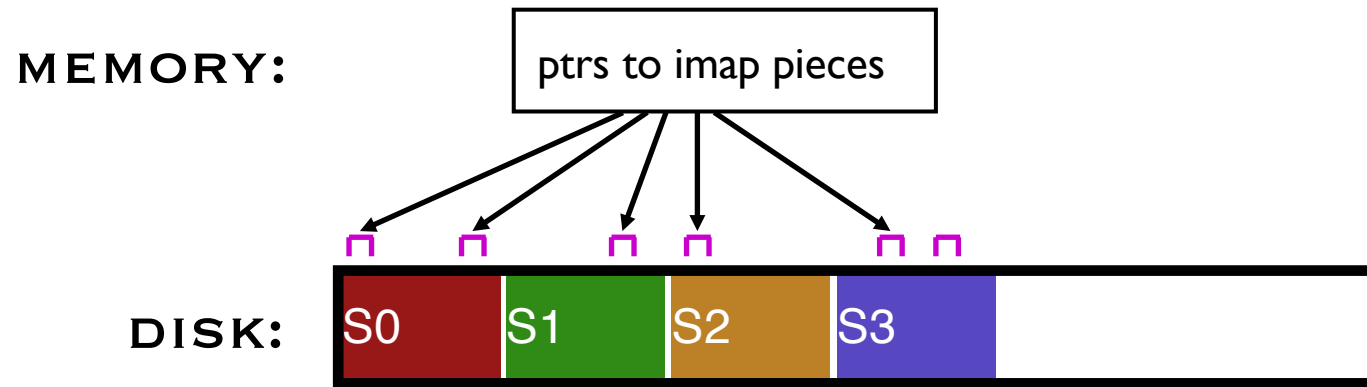 MEMORY:
ptrs to imap pieces
DISK:
S0
S1
S2
S3